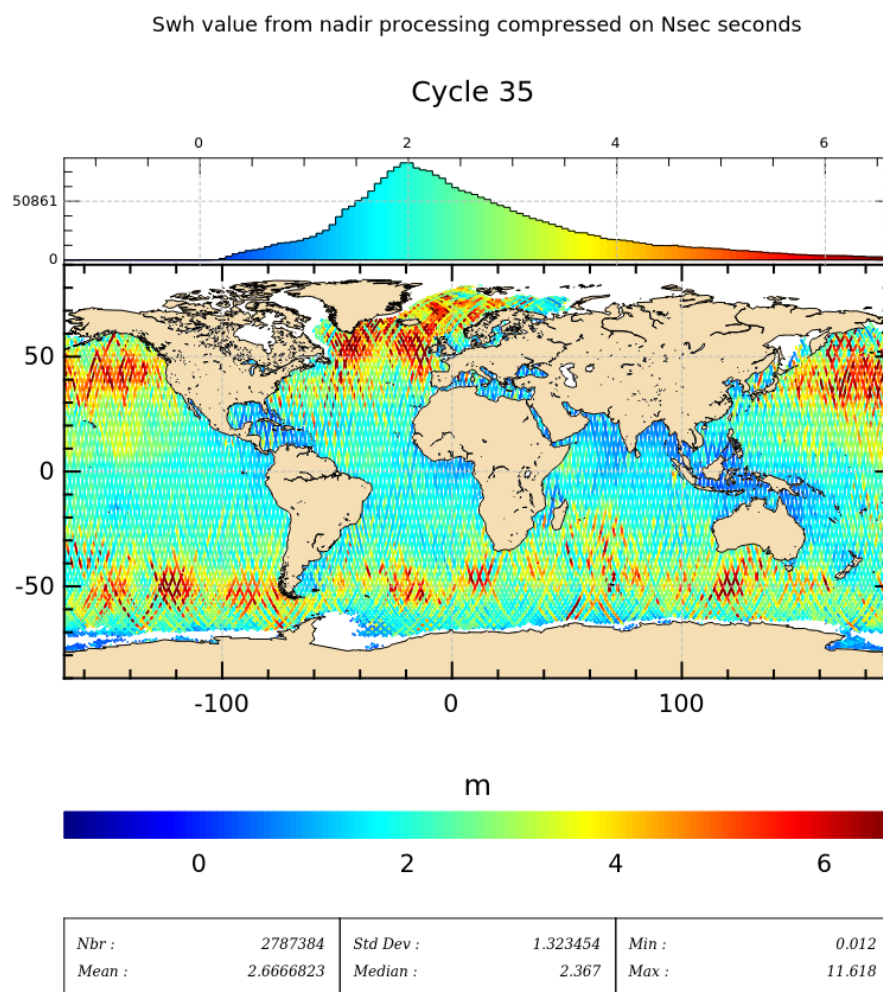 Swh value from nadir processing compressed on Nsec seconds
Cycle 35
0 2 4 6
50861
0
50
0
-50
-100 0 100
m
0 2 4 6
Nbr : 2787384 Std Dev : 1.323454 Min : 0.012
Mean : 2.6666823 Median : 2.367 Max : 11.618